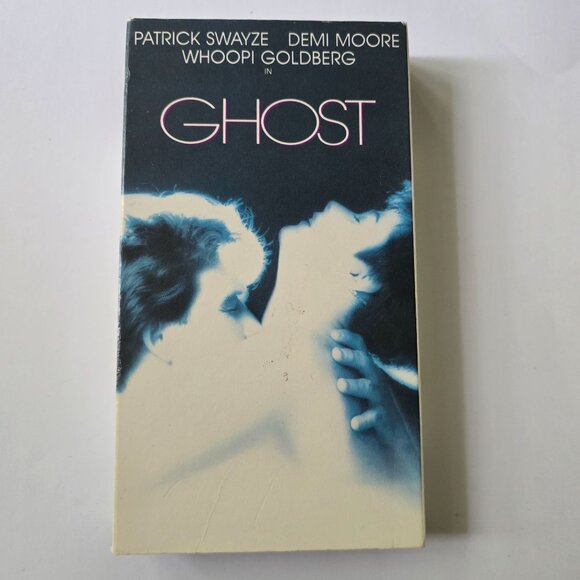 PATRICK SWAYZE DEMI MOORE
WHOOPI GOLDBERG
IN
GHOST